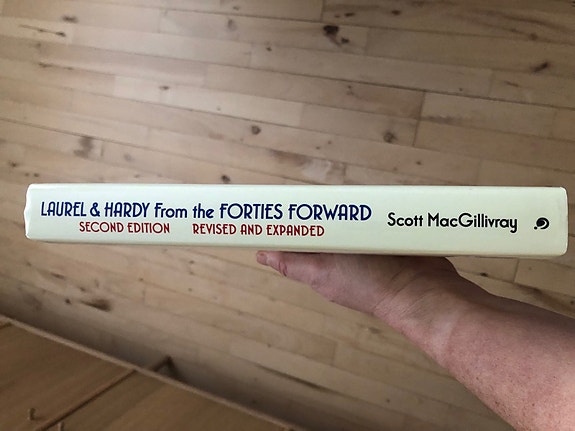 LAUREL & HARDY From the FORTIES FORWARD
SECOND EDITION REVISED AND EXPANDED
Scott MacGillivray